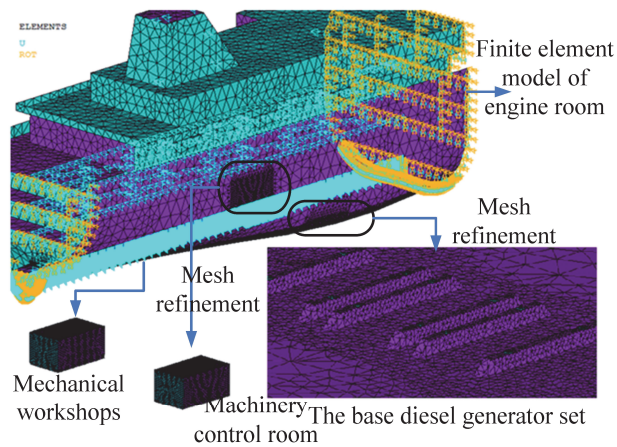 ELEMENTS
U
ROT
Finite element
model of
engine room
Mesh
refinement
Mesh
refinement
Mechanical
workshops
Machinery
control room
The base diesel generator set